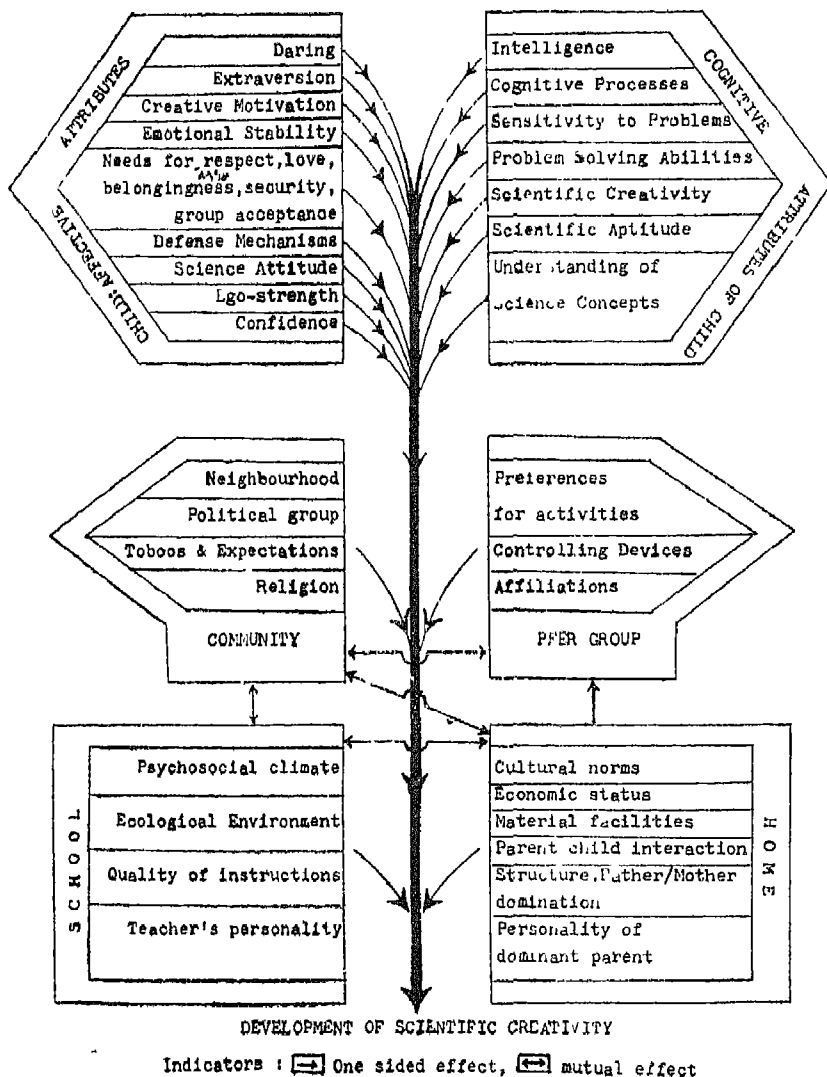 CHILD: AFFECTIVE ATTRIBUTES
Daring
Extraversion
Creative Motivation
Emotional Stability
Needs for respect, love,
belongingness, security,
group acceptance
Defense Mechanisms
Science Attitude
Ego-strength
Confidence
COGNITIVE ATTRIBUTES OF CHILD
Intelligence
Cognitive Processes
Sensitivity to Problems
Problem Solving Abilities
Scientific Creativity
Scientific Aptitude
Understanding of
Science Concepts
Neighbourhood
Political group
Toboos & Expectations
Religion
COMMUNITY
Preferences
for activities
Controlling Devices
Affiliations
PEER GROUP
SCHOOL
Psychosocial climate
Ecological Environment
Quality of instructions
Teacher's personality
HOME
Cultural norms
Economic status
Material facilities
Parent child interaction
Structure.Father/Mother
domination
Personality of
dominant parent
DEVELOPMENT OF SCIENTIFIC CREATIVITY
Indicators : → One sided effect, ↔ mutual effect